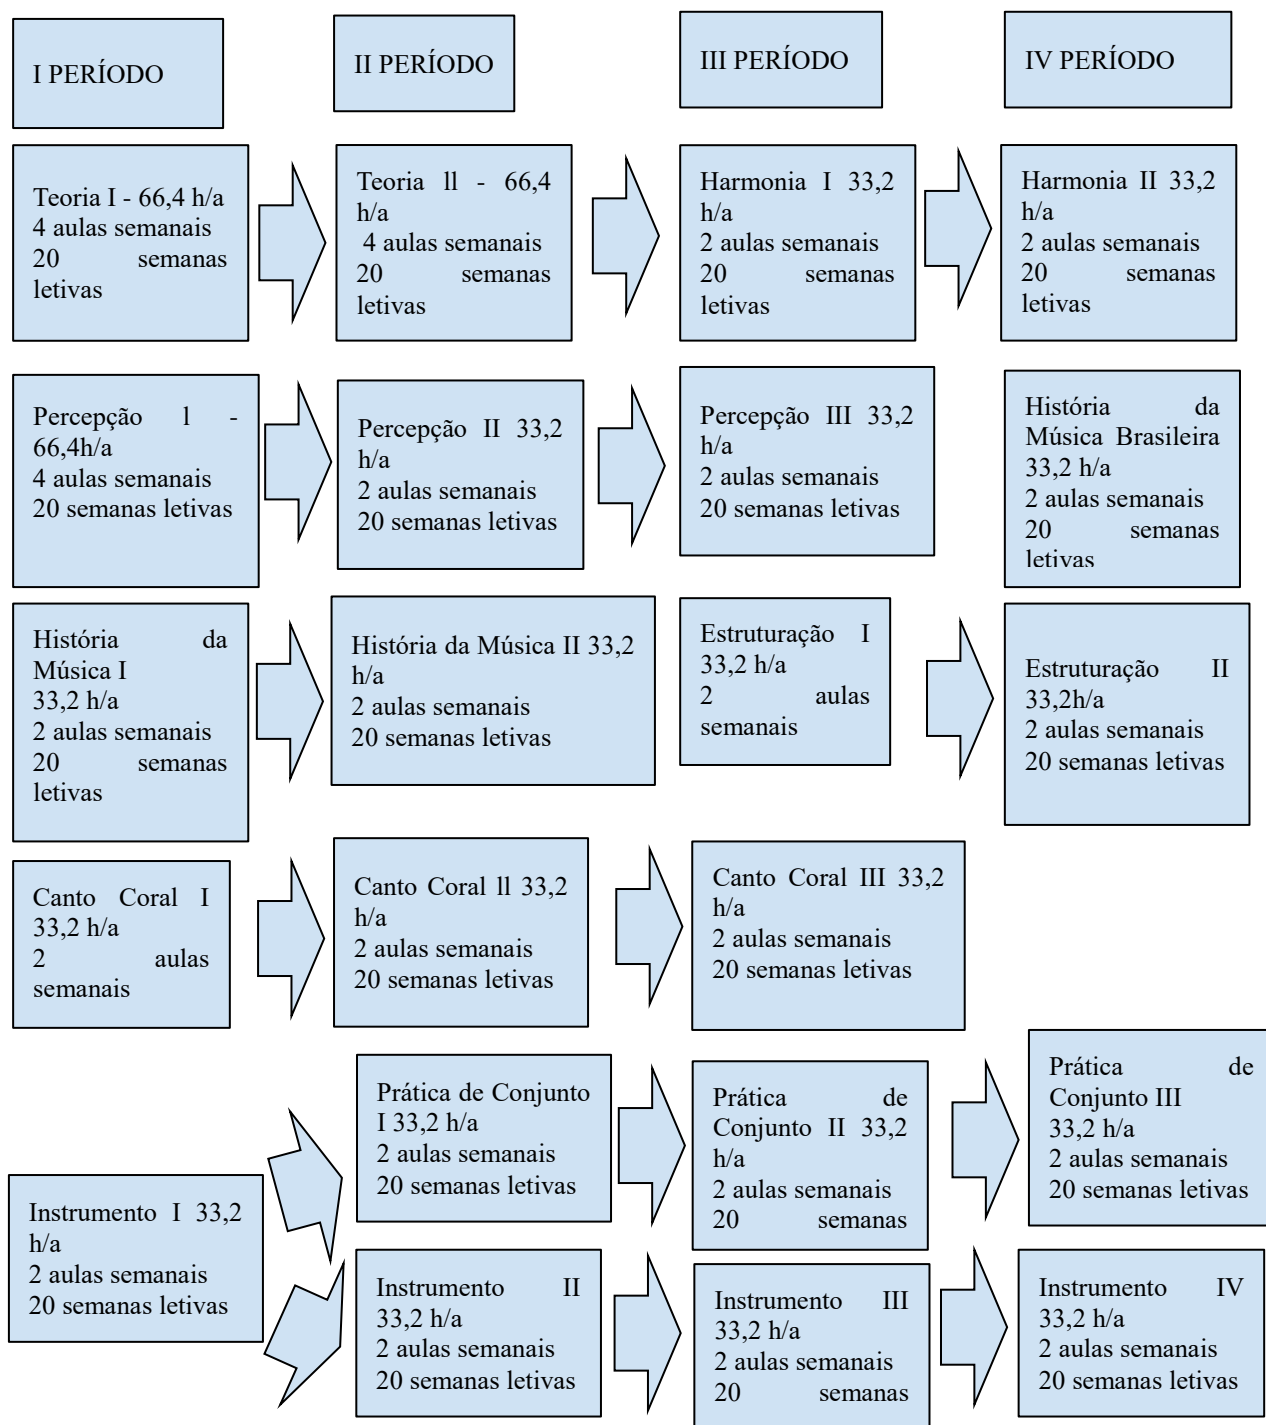 I PERÍODO
II PERÍODO
III PERÍODO
IV PERÍODO
Teoria I - 66,4 h/a
4 aulas semanais
20 semanas
letivas
Teoria ll - 66,4
h/a
4 aulas semanais
20 semanas
letivas
Harmonia I 33,2
h/a
2 aulas semanais
20 semanas
letivas
Harmonia II 33,2
h/a
2 aulas semanais
20 semanas
letivas
Percepção l -
66,4h/a
4 aulas semanais
20 semanas letivas
Percepção II 33,2
h/a
2 aulas semanais
20 semanas letivas
Percepção III 33,2
h/a
2 aulas semanais
20 semanas letivas
História da
Música Brasileira
33,2 h/a
2 aulas semanais
20 semanas
letivas
História da
Música I
33,2 h/a
2 aulas semanais
20 semanas
letivas
História da Música II 33,2
h/a
2 aulas semanais
20 semanas letivas
Estruturação I
33,2 h/a
2 aulas
semanais
Estruturação II
33,2h/a
2 aulas semanais
20 semanas letivas
Canto Coral I
33,2 h/a
2 aulas
semanais
Canto Coral ll 33,2
h/a
2 aulas semanais
20 semanas letivas
Canto Coral III 33,2
h/a
2 aulas semanais
20 semanas letivas
Prática de Conjunto
I 33,2 h/a
2 aulas semanais
20 semanas letivas
Prática de
Conjunto II 33,2
h/a
2 aulas semanais
20 semanas
Prática de
Conjunto III
33,2 h/a
2 aulas semanais
20 semanas letivas
Instrumento I 33,2
h/a
2 aulas semanais
20 semanas letivas
Instrumento II
33,2 h/a
2 aulas semanais
20 semanas letivas
Instrumento III
33,2 h/a
2 aulas semanais
20 semanas
Instrumento IV
33,2 h/a
2 aulas semanais
20 semanas letivas